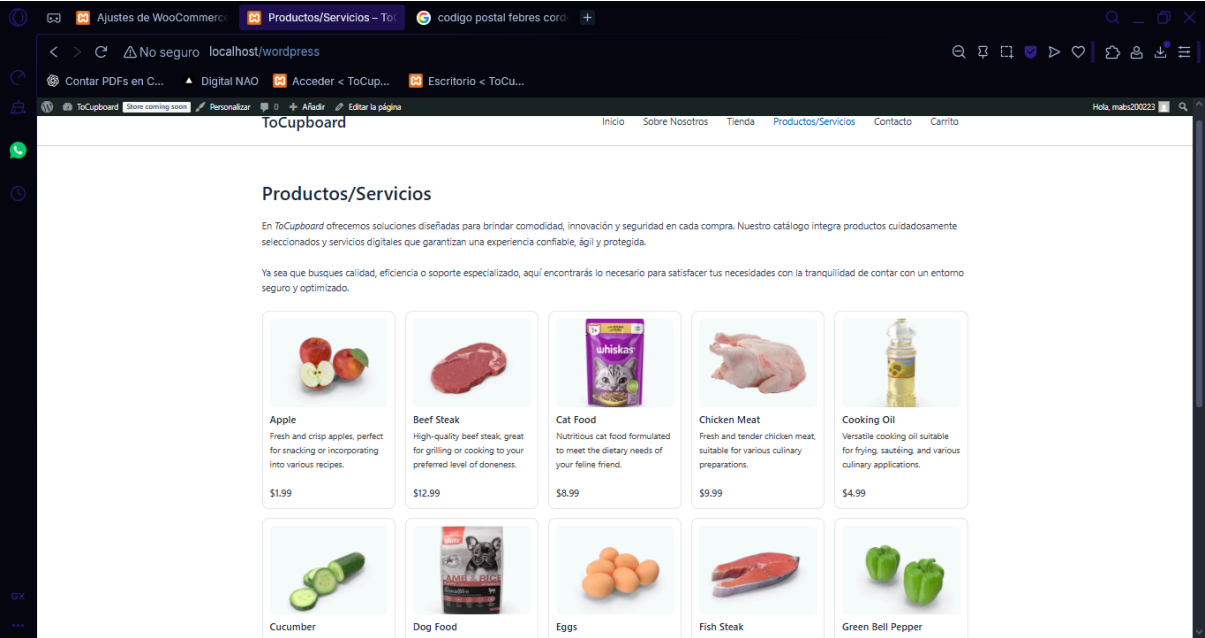 Ajustes de WooCommerc
Productos/Servicios – ToC
codigo postal febres cord
No seguro localhost/wordpress
Contar PDFs en C...
Digital NAO
Acceder < ToCup...
Escritorio < ToCu...
ToCupboard
Store coming soon
Personalizar
0
Añadir
Editar la página
Hola, mabs200223
ToCupboard
Inicio
Sobre Nosotros
Tienda
Productos/Servicios
Contacto
Carrito
Productos/Servicios
En ToCupboard ofrecemos soluciones diseñadas para brindar comodidad, innovación y seguridad en cada compra. Nuestro catálogo integra productos cuidadosamente
seleccionados y servicios digitales que garantizan una experiencia confiable, ágil y protegida.
Ya sea que busques calidad, eficiencia o soporte especializado, aquí encontrarás lo necesario para satisfacer tus necesidades con la tranquilidad de contar con un entorno
seguro y optimizado.
Apple
Fresh and crisp apples, perfect
for snacking or incorporating
into various recipes.
$1.99
Beef Steak
High-quality beef steak, great
for grilling or cooking to your
preferred level of doneness.
$12.99
whiskas
Cat Food
Nutritious cat food formulated
to meet the dietary needs of
your feline friend.
$8.99
Chicken Meat
Fresh and tender chicken meat,
suitable for various culinary
preparations.
$9.99
Cooking Oil
Versatile cooking oil suitable
for frying, sautéing, and various
culinary applications.
$4.99
Cucumber
LAMB & RICE
Dog Food
Eggs
Fish Steak
Green Bell Pepper
GX